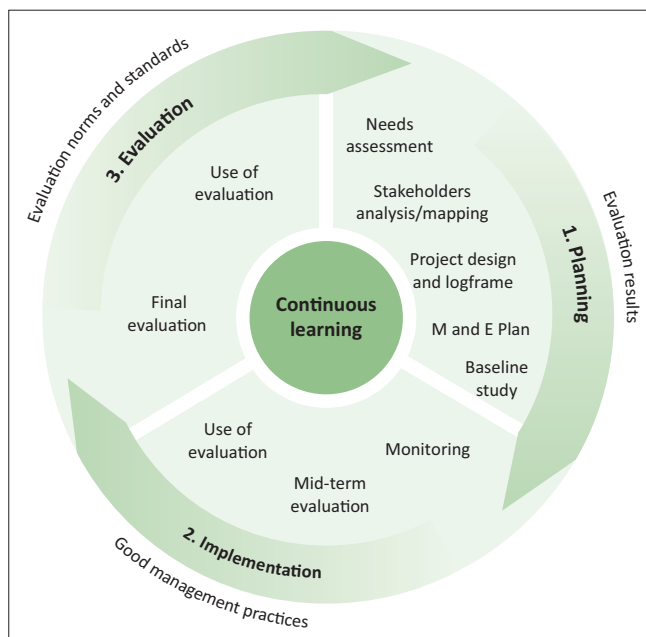 Evaluation norms and standards
3. Evaluation
Use of
evaluation
Final
evaluation
Needs
assessment
Stakeholders
analysis/mapping
Project design
and logframe
M and E Plan
Baseline
study
1. Planning
Evaluation results
Continuous
learning
Use of
evaluation
Mid-term
evaluation
Monitoring
2. Implementation
Good management practices